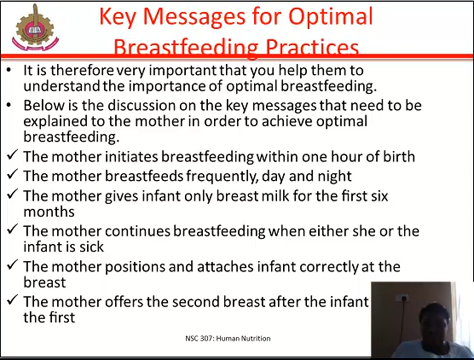 Key Messages for Optimal
Breastfeeding Practices
• It is therefore very important that you help them to
understand the importance of optimal breastfeeding.
• Below is the discussion on the key messages that need to be
explained to the mother in order to achieve optimal
breastfeeding.
✓ The mother initiates breastfeeding within one hour of birth
✓ The mother breastfeeds frequently, day and night
✓ The mother gives infant only breast milk for the first six
months
✓ The mother continues breastfeeding when either she or the
infant is sick
✓ The mother positions and attaches infant correctly at the
breast
✓ The mother offers the second breast after the infant
the first
NSC 307: Human Nutrition